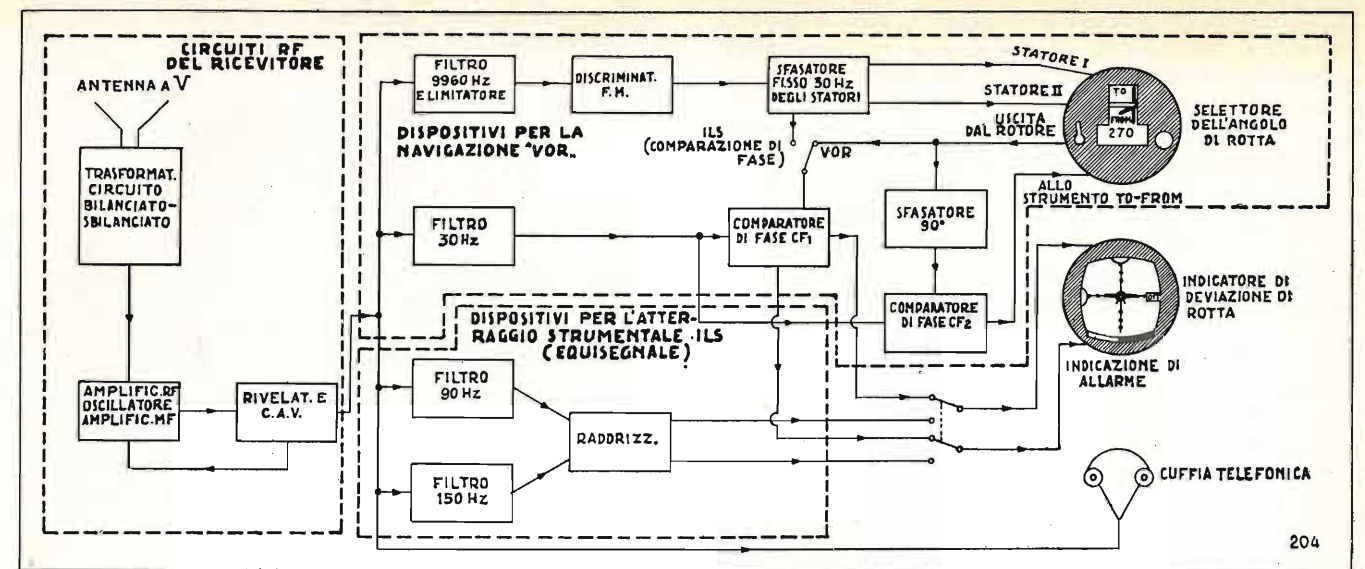 CIRCUITI RF
DEL RICEVITORE
ANTENNA A V
TRASFORMAT.
CIRCUITO
BILANCIATO-
SBILANCIATO
AMPLIFIC.RF
OSCILLATORE
AMPLIFIC.MF
RIVELAT. E
C.A.V.
FILTRO
9960 Hz
E LIMITATORE
DISCRIMINAT.
F.M.
SFASATORE
FISSO 30 Hz
DEGLI STATORI
STATORE I
STATORE II
USCITA
DAL ROTORE
TO
FROM
270
SELETTORE
DELL'ANGOLO
DI ROTTA
DISPOSITIVI PER LA
NAVIGAZIONE "VOR„
ILS
(COMPARAZIONE DI
FASE)
VOR
ALLO
STRUMENTO TO-FROM
FILTRO
30 Hz
COMPARATORE
DI FASE CF1
SFASATORE
90°
COMPARATORE
DI FASE CF2
OFF
INDICATORE DI
DEVIAZIONE DI
ROTTA
INDICAZIONE DI
ALLARME
DISPOSITIVI PER L'ATTER-
RAGGIO STRUMENTALE ILS
(EQUISEGNALE)
FILTRO
90 Hz
RADDRIZZ.
FILTRO
150 Hz
CUFFIA TELEFONICA
204